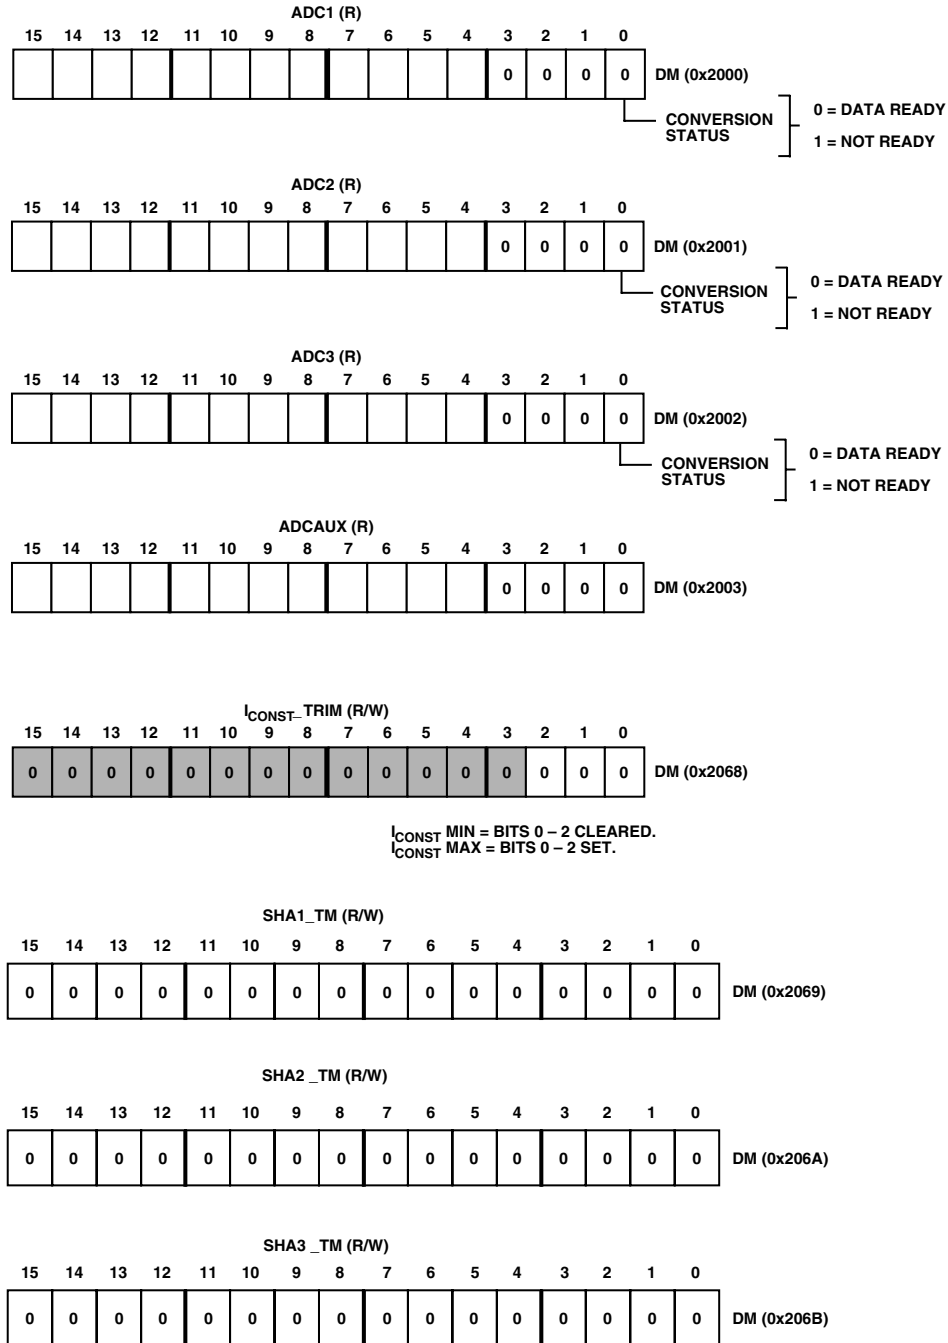 ADC1 (R)
15 14 13 12 11 10 9 8 7 6 5 4 3 2 1 0
0 0 0 0 DM (0x2000)
CONVERSION STATUS
0 = DATA READY
1 = NOT READY
ADC2 (R)
15 14 13 12 11 10 9 8 7 6 5 4 3 2 1 0
0 0 0 0 DM (0x2001)
CONVERSION STATUS
0 = DATA READY
1 = NOT READY
ADC3 (R)
15 14 13 12 11 10 9 8 7 6 5 4 3 2 1 0
0 0 0 0 DM (0x2002)
CONVERSION STATUS
0 = DATA READY
1 = NOT READY
ADCAUX (R)
15 14 13 12 11 10 9 8 7 6 5 4 3 2 1 0
0 0 0 0 DM (0x2003)
ICONST_TRIM (R/W)
15 14 13 12 11 10 9 8 7 6 5 4 3 2 1 0
0 0 0 0 0 0 0 0 0 0 0 0 0 0 0 0 DM (0x2068)
ICONST MIN = BITS 0 – 2 CLEARED.
ICONST MAX = BITS 0 – 2 SET.
SHA1_TM (R/W)
15 14 13 12 11 10 9 8 7 6 5 4 3 2 1 0
0 0 0 0 0 0 0 0 0 0 0 0 0 0 0 0 DM (0x2069)
SHA2 _TM (R/W)
15 14 13 12 11 10 9 8 7 6 5 4 3 2 1 0
0 0 0 0 0 0 0 0 0 0 0 0 0 0 0 0 DM (0x206A)
SHA3 _TM (R/W)
15 14 13 12 11 10 9 8 7 6 5 4 3 2 1 0
0 0 0 0 0 0 0 0 0 0 0 0 0 0 0 0 DM (0x206B)